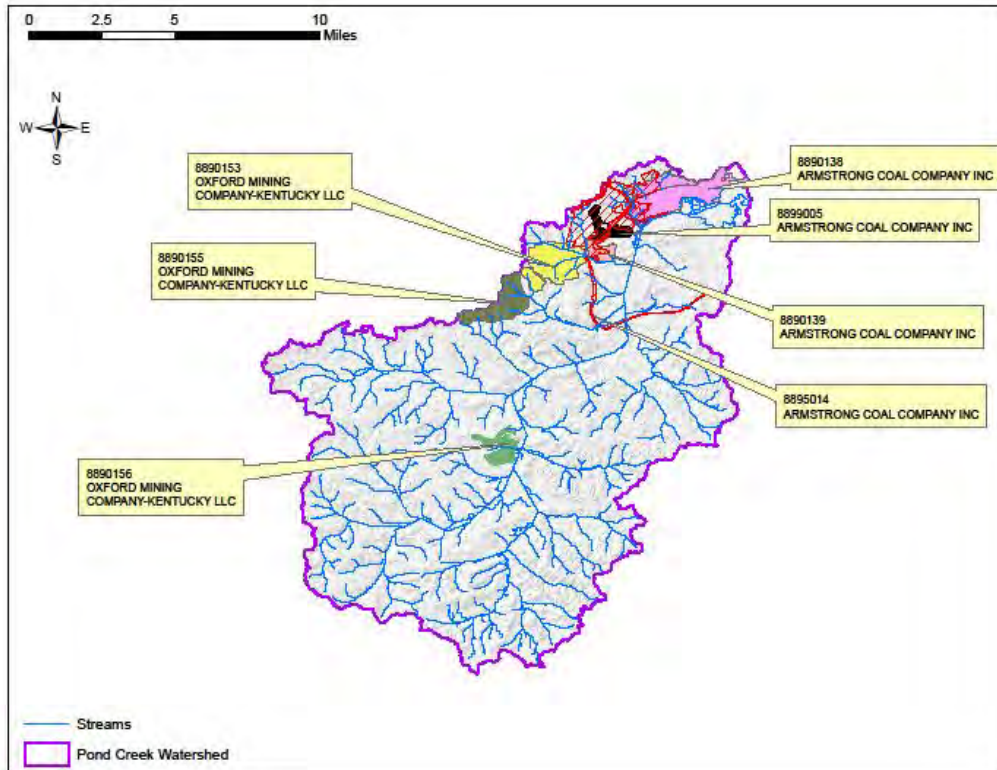 0 2.5 5 10
Miles
N
W E
S
8890153
OXFORD MINING
COMPANY-KENTUCKY LLC
8890138
ARMSTRONG COAL COMPANY INC
8899005
ARMSTRONG COAL COMPANY INC
8890155
OXFORD MINING
COMPANY-KENTUCKY LLC
8890139
ARMSTRONG COAL COMPANY INC
8895014
ARMSTRONG COAL COMPANY INC
8890156
OXFORD MINING
COMPANY-KENTUCKY LLC
Streams
Pond Creek Watershed